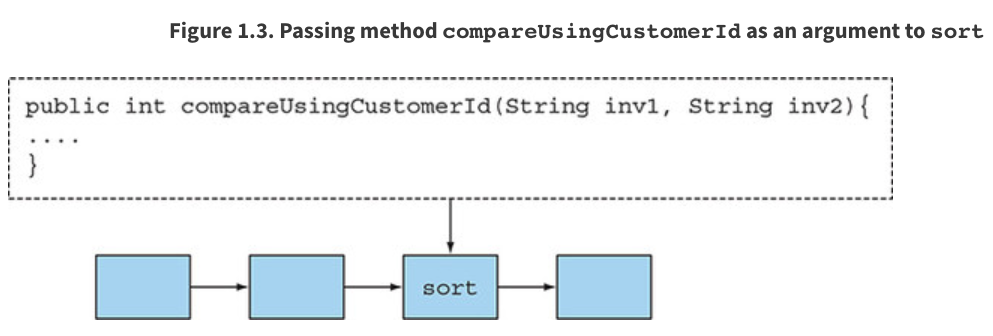 Figure 1.3. Passing method compareUsingCustomerId as an argument to sort
public int compareUsingCustomerId(String inv1, String inv2){
....
}
sort